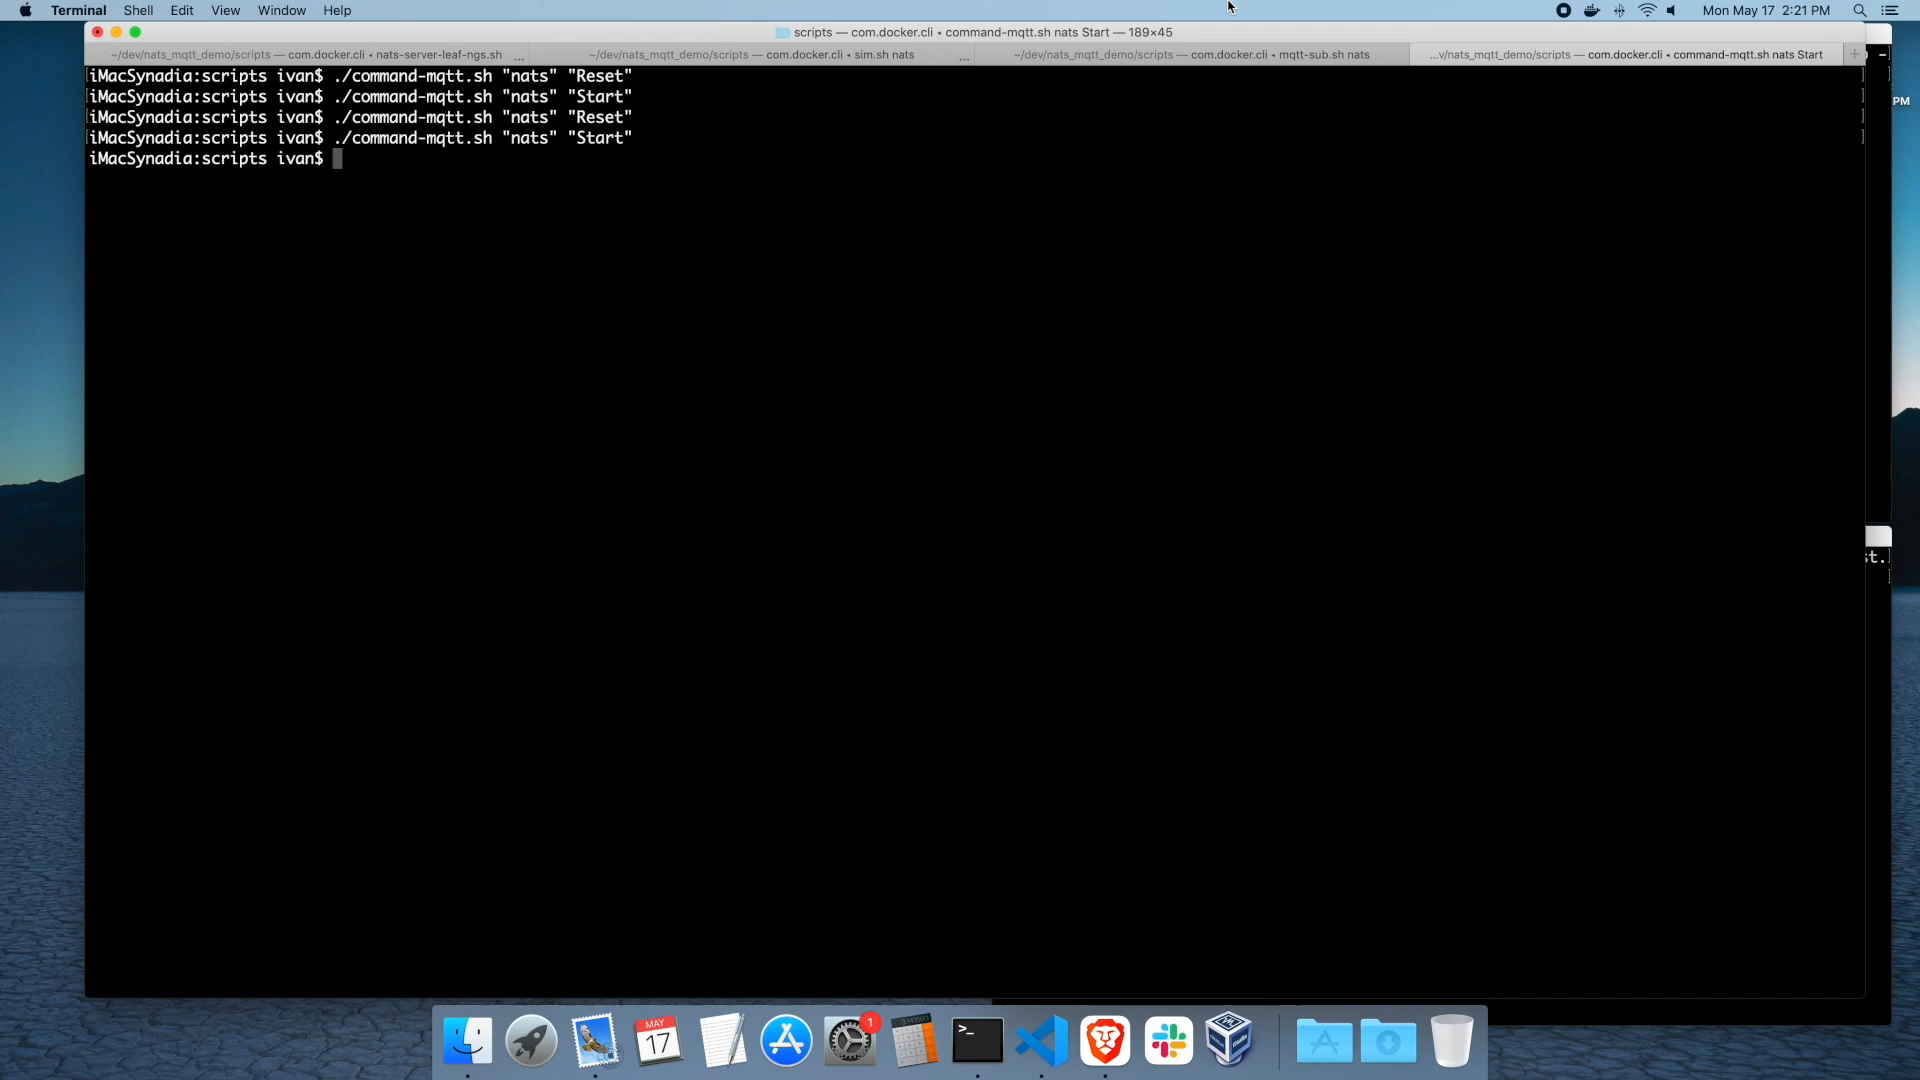 Terminal Shell Edit View Window Help Mon May 17 2:21 PM
scripts — com.docker.cli ◂ command-mqtt.sh nats Start — 189×45
~/dev/nats_mqtt_demo/scripts — com.docker.cli ◂ nats-server-leaf-ngs.sh ... ~/dev/nats_mqtt_demo/scripts — com.docker.cli ◂ sim.sh nats ... ~/dev/nats_mqtt_demo/scripts — com.docker.cli ◂ mqtt-sub.sh nats ...v/nats_mqtt_demo/scripts — com.docker.cli ◂ command-mqtt.sh nats Start +
[iMacSynadia:scripts ivan$ ./command-mqtt.sh "nats" "Reset" ]
[iMacSynadia:scripts ivan$ ./command-mqtt.sh "nats" "Start" ]
[iMacSynadia:scripts ivan$ ./command-mqtt.sh "nats" "Reset" ]
[iMacSynadia:scripts ivan$ ./command-mqtt.sh "nats" "Start" ]
iMacSynadia:scripts ivan$
PM
st.
MAY
17
1
>_